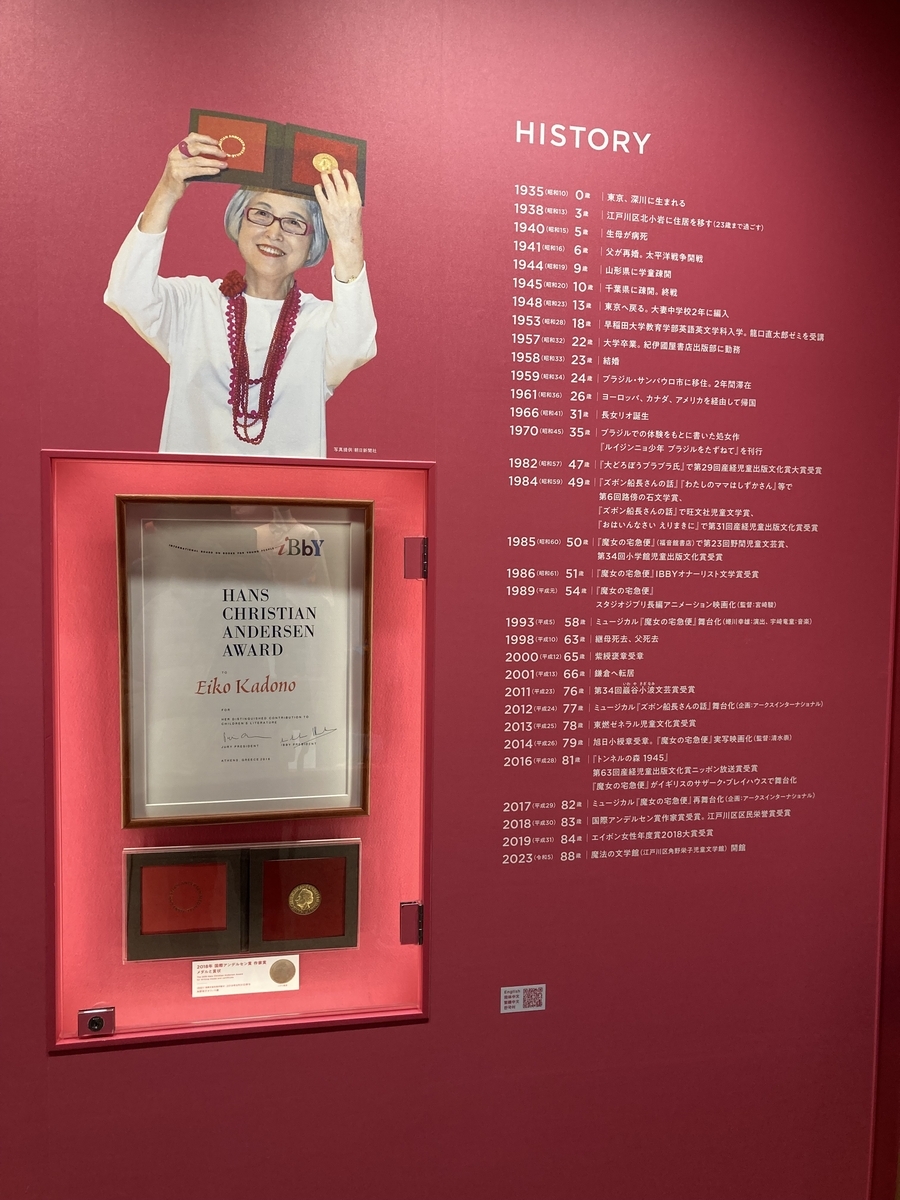 HISTORY
1935(昭和10) 0歳 東京、深川に生まれる
1938(昭和13) 3歳 江戸川区北小岩に住居を移す(23歳まで過ごす)
1940(昭和15) 5歳 生母が病死
1941(昭和16) 6歳 父が再婚。太平洋戦争開戦
1944(昭和19) 9歳 山形県に学童疎開
1945(昭和20) 10歳 千葉県に疎開。終戦
1948(昭和23) 13歳 東京へ戻る。大妻中学校2年に編入
1953(昭和28) 18歳 早稲田大学教育学部英語英文学科入学。龍口直太郎ゼミを受講
1957(昭和32) 22歳 大学卒業。紀伊國屋書店出版部に勤務
1958(昭和33) 23歳 結婚
1959(昭和34) 24歳 ブラジル・サンパウロ市に移住。2年間滞在
1961(昭和36) 26歳 ヨーロッパ、カナダ、アメリカを経由して帰国
1966(昭和41) 31歳 長女リオ誕生
1970(昭和45) 35歳 ブラジルでの体験をもとに書いた処女作
『ルイジンニョ少年 ブラジルをたずねて』を刊行
1982(昭和57) 47歳 『大どろぼうブラブラ氏』で第29回産経児童出版文化賞大賞受賞
1984(昭和59) 49歳 『ズボン船長さんの話』『わたしのママはしずかさん』等で
第6回路傍の石文学賞、
『ズボン船長さんの話』で旺文社児童文学賞、
『おはいんなさい えりまきに』で第31回産経児童出版文化賞受賞
1985(昭和60) 50歳 『魔女の宅急便』(福音館書店)で第23回野間児童文芸賞、
第34回小学館児童出版文化賞受賞
1986(昭和61) 51歳 『魔女の宅急便』IBBYオナーリスト文学賞受賞
1989(平成元) 54歳 『魔女の宅急便』
スタジオジブリ長編アニメーション映画化(監督:宮崎駿)
1993(平成5) 58歳 ミュージカル『魔女の宅急便』舞台化(蜷川幸雄:演出、宇崎竜童:音楽)
1998(平成10) 63歳 継母死去、父死去
2000(平成12) 65歳 紫綬褒章受章
2001(平成13) 66歳 鎌倉へ転居
いわ や さざなみ
2011(平成23) 76歳 第34回巖谷小波文芸賞受賞
2012(平成24) 77歳 ミュージカル『ズボン船長さんの話』舞台化(企画:アークスインターナショナル)
2013(平成25) 78歳 東燃ゼネラル児童文化賞受賞
2014(平成26) 79歳 旭日小綬章受章。『魔女の宅急便』実写映画化(監督:清水崇)
2016(平成28) 81歳 『トンネルの森 1945』
第63回産経児童出版文化賞ニッポン放送賞受賞
『魔女の宅急便』がイギリスのサザーク・プレイハウスで舞台化
2017(平成29) 82歳 ミュージカル『魔女の宅急便』再舞台化(企画:アークスインターナショナル)
2018(平成30) 83歳 国際アンデルセン賞作家賞受賞。江戸川区区民栄誉賞受賞
2019(平成31) 84歳 エイボン女性年度賞2018大賞受賞
2023(令和5) 88歳 魔法の文学館(江戸川区角野栄子児童文学館) 開館
写真提供 朝日新聞社
INTERNATIONAL BOARD ON BOOKS FOR YOUNG PEOPLE
iBbY
HANS
CHRISTIAN
ANDERSEN
AWARD
TO
Eiko Kadono
FOR
HER DISTINGUISHED CONTRIBUTION TO
CHILDREN'S LITERATURE
JURY PRESIDENT IBBY PRESIDENT
ATHENS, GREECE 2018
2018年 国際アンデルセン賞 作家賞
メダルと賞状
English
简体中文
繁體中文
한국어